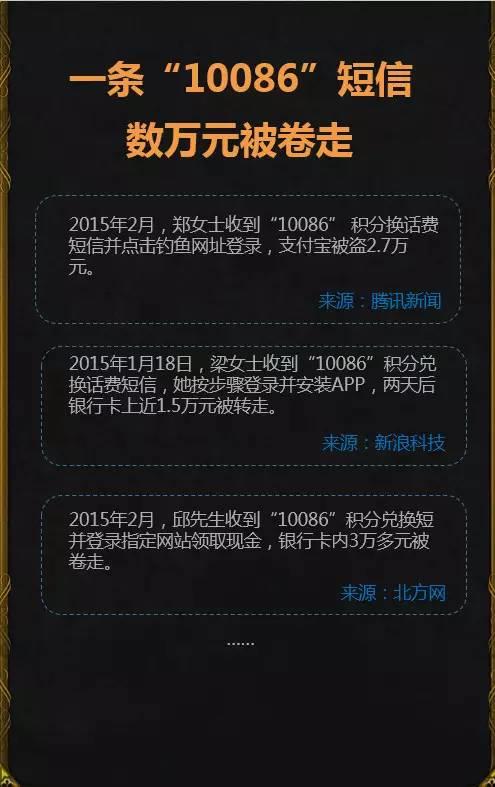 一条“10086”短信
数万元被卷走
2015年2月，郑女士收到“10086” 积分换话费
短信并点击钓鱼网址登录，支付宝被盗2.7万
元。
来源：腾讯新闻
2015年1月18日，梁女士收到“10086”积分兑
换话费短信，她按步骤登录并安装APP，两天后
银行卡上近1.5万元被转走。
来源：新浪科技
2015年2月，邱先生收到“10086”积分兑换短
并登录指定网站领取现金，银行卡内3万多元被
卷走。
来源：北方网
......